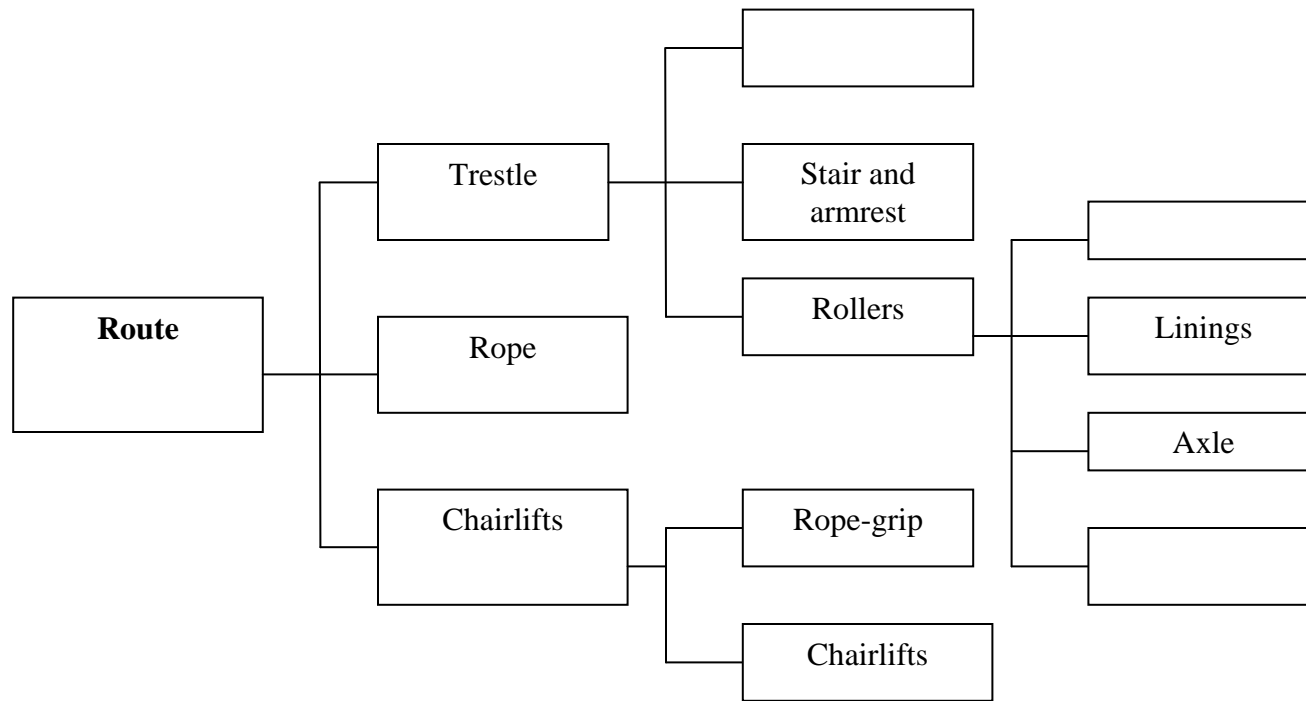 Trestle
Stair and
armrest
Route
Rollers
Rope
Linings
Axle
Chairlifts
Rope-grip
Chairlifts